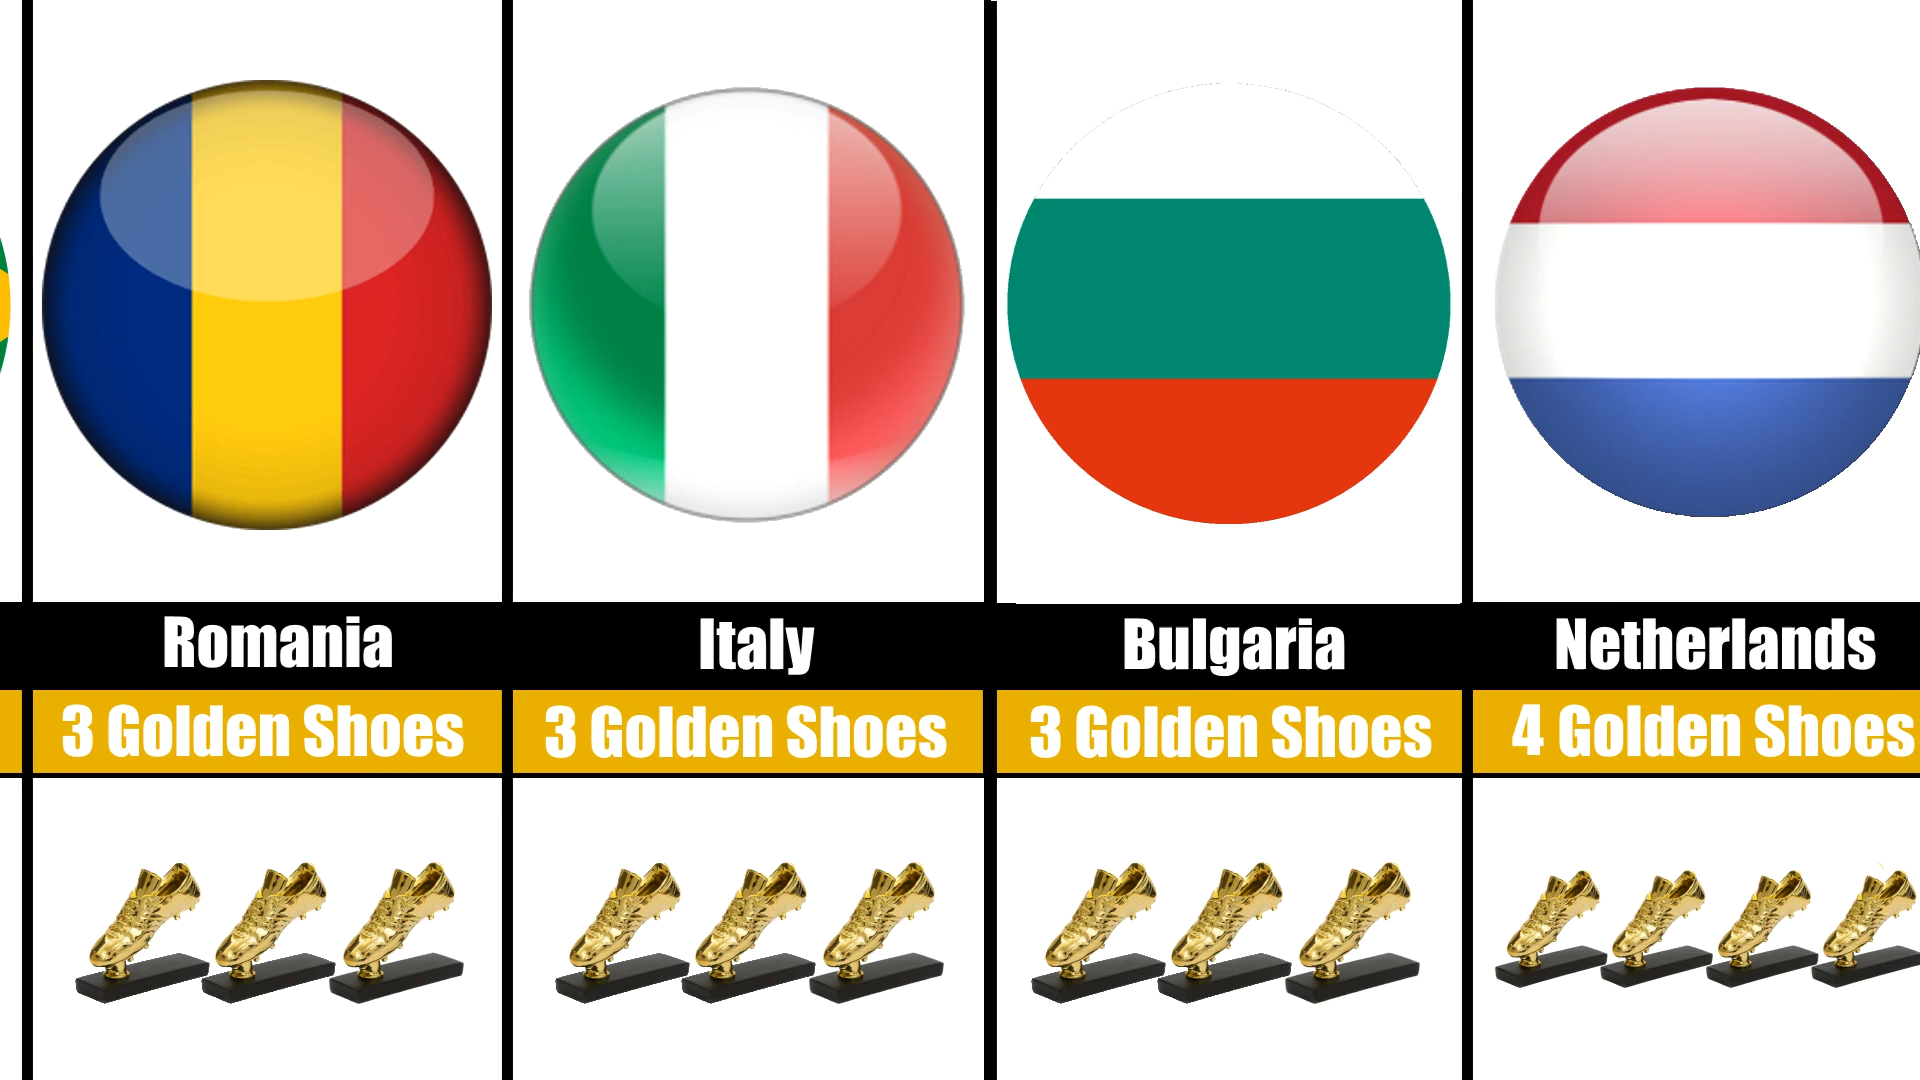 Romania
3 Golden Shoes
Italy
3 Golden Shoes
Bulgaria
3 Golden Shoes
Netherlands
4 Golden Shoes